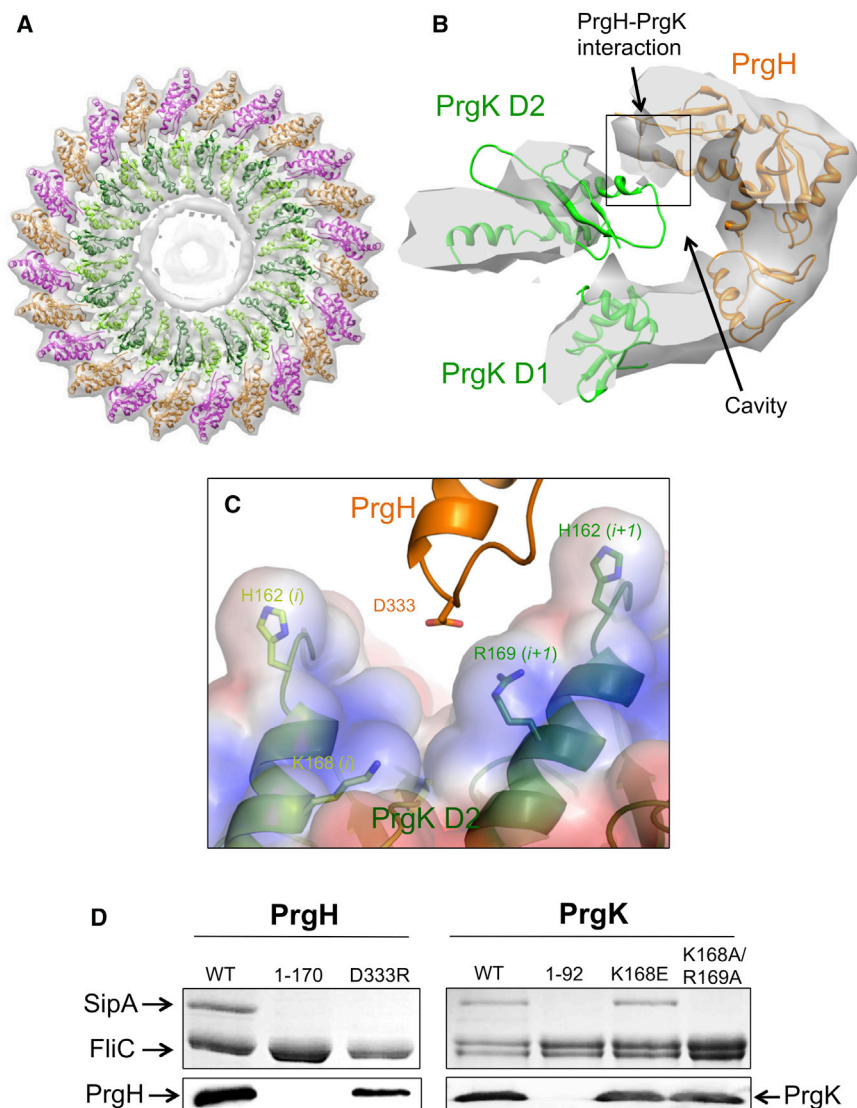 A
B
PrgH-PrgK
interaction
PrgH
PrgK D2
PrgK D1
Cavity
C
PrgH
H162 (i+1)
H162 (i)
D333
R169 (i+1)
K168 (i)
PrgK D2
D
PrgH
PrgK
WT 1-170 D333R
WT 1-92 K168E K168A/
R169A
SipA
FliC
PrgH
PrgK